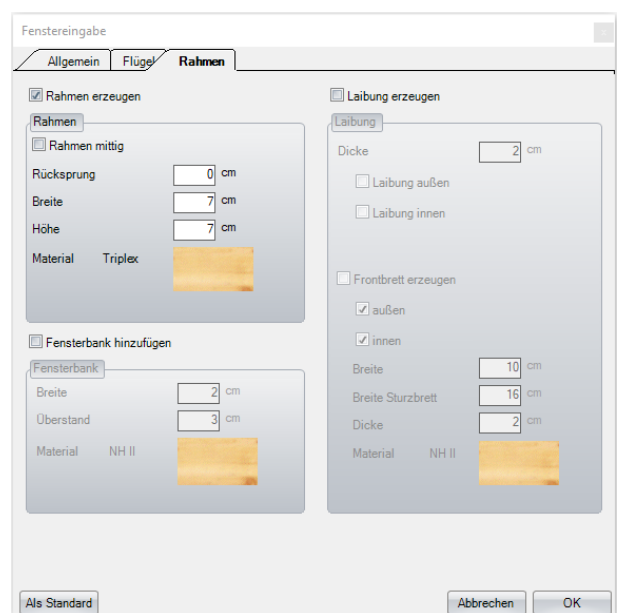 Fenstereingabe
Allgemein Flügel Rahmen
Rahmen erzeugen
Rahmen
Rahmen mittig
Rücksprung 0 cm
Breite 7 cm
Höhe 7 cm
Material Triplex
Fensterbank hinzufügen
Fensterbank
Breite 2 cm
Überstand 3 cm
Material NH II
Laibung erzeugen
Laibung
Dicke 2 cm
Laibung außen
Laibung innen
Frontbrett erzeugen
außen
innen
Breite 10 cm
Breite Sturzbrett 16 cm
Dicke 2 cm
Material NH II
Als Standard Abbrechen OK